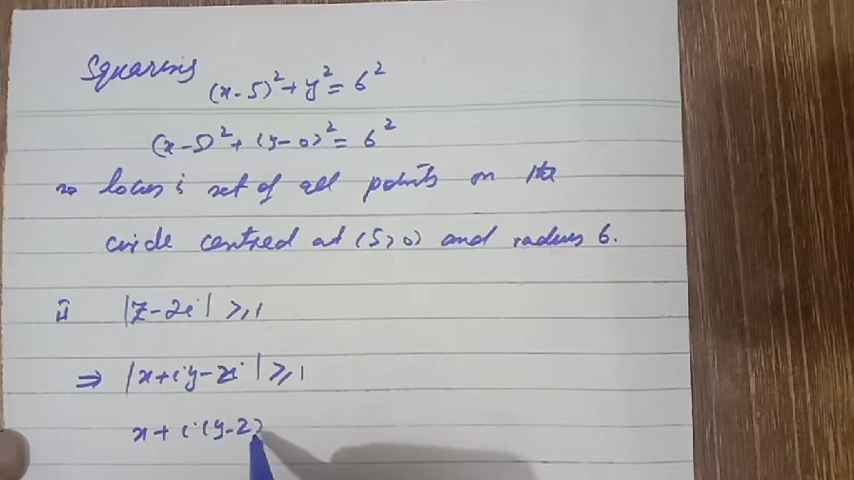 Squaring
(x-5)²+y²=6²
(x-5)²+(y-0)²=6²
→ locus is set of all points on the
circle centred at (5,0) and radius 6.
ii |z-2i| ≥ 1
⇒ |x+iy-2i| ≥ 1
x+i(y-2)